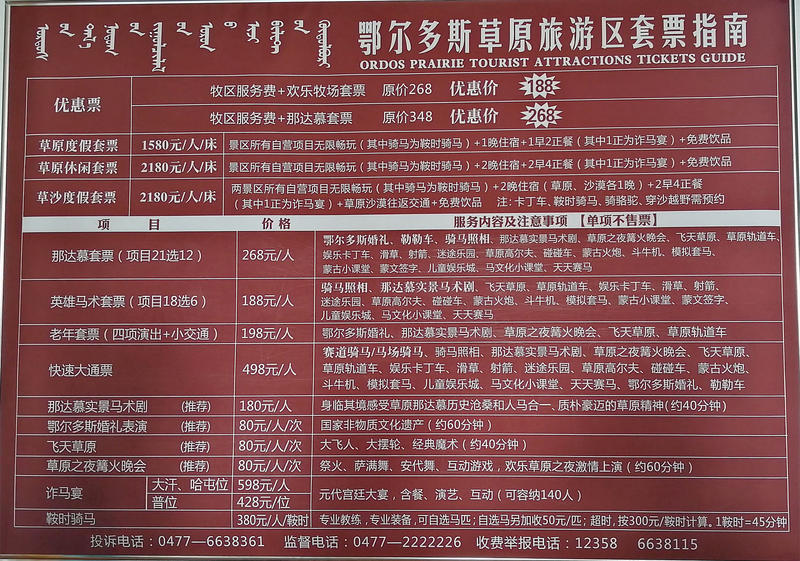 鄂尔多斯草原旅游区套票指南
ORDOS PRAIRIE TOURIST ATTRACTIONS TICKETS GUIDE
优惠票
牧区服务费+欢乐牧场套票 原价268 优惠价 188
牧区服务费+那达慕套票 原价348 优惠价 268
草原度假套票 1580元/人/床 景区所有自营项目无限畅玩(其中骑马为鞍时骑马)+1晚住宿+1早2正餐(其中1正为诈马宴)+免费饮品
草原休闲套票 2180元/人/床 景区所有自营项目无限畅玩(其中骑马为鞍时骑马)+2晚住宿+2早4正餐(其中1正为诈马宴)+免费饮品
草沙度假套票 2180元/人/床 两景区所有自营项目无限畅玩(其中骑马为鞍时骑马)+2晚住宿(草原、沙漠各1晚)+2早4正餐
(其中1正为诈马宴)+草原沙漠往返交通+免费饮品 注:卡丁车、鞍时骑马、骑骆驼、穿沙越野需预约
项目 价格 服务内容及注意事项【单项不售票】
那达慕套票(项目21选12) 268元/人 鄂尔多斯婚礼、勒勒车、骑马照相、那达慕实景马术剧、草原之夜篝火晚会、飞天草原、草原轨道车、
娱乐卡丁车、滑草、射箭、迷途乐园、草原高尔夫、碰碰车、蒙古火炮、斗牛机、模拟套马、
蒙古小课堂、蒙文签字、儿童娱乐城、马文化小课堂、天天赛马
英雄马术套票(项目18选6) 188元/人 骑马照相、那达慕实景马术剧、飞天草原、草原轨道车、娱乐卡丁车、滑草、射箭、
迷途乐园、草原高尔夫、碰碰车、蒙古火炮、斗牛机、模拟套马、蒙古小课堂、蒙文签字、
儿童娱乐城、马文化小课堂、天天赛马
老年套票(四项演出+小交通) 198元/人 鄂尔多斯婚礼、那达慕实景马术剧、草原之夜篝火晚会、飞天草原、草原轨道车
快速大通票 498元/人 赛道骑马/马场骑马、骑马照相、那达慕实景马术剧、草原之夜篝火晚会、飞天草原、
草原轨道车、娱乐卡丁车、滑草、射箭、迷途乐园、草原高尔夫、碰碰车、蒙古火炮、
斗牛机、模拟套马、儿童娱乐城、马文化小课堂、天天赛马、鄂尔多斯婚礼、勒勒车
那达慕实景马术剧 (推荐) 180元/人 身临其境感受草原那达慕历史沧桑和人马合一、质朴豪迈的草原精神(约40分钟)
鄂尔多斯婚礼表演 (推荐) 80元/人/次 国家非物质文化遗产(约60分钟)
飞天草原 (推荐) 80元/人/次 大飞人、大摆轮、经典魔术(约40分钟)
草原之夜篝火晚会 (推荐) 80元/人/次 祭火、萨满舞、安代舞、互动游戏,欢乐草原之夜激情上演(约60分钟)
诈马宴 大汗、哈屯位 598元/人 元代宫廷大宴,含餐、演艺、互动(可容纳140人)
普位 428元/位
鞍时骑马 380元/人/鞍时 专业教练,专业装备,可自选马匹;自选马另加收50元/匹;超时,按300元/鞍时计算。1鞍时=45分钟
投诉电话:0477—6638361 监督电话:0477—2222226 收费举报电话:12358 6638115